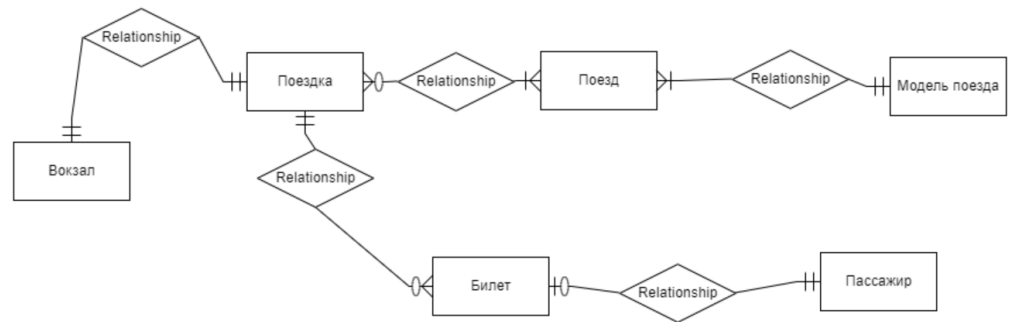 Relationship
Поездка
Relationship
Поезд
Relationship
Модель поезда
Вокзал
Relationship
Билет
Relationship
Пассажир